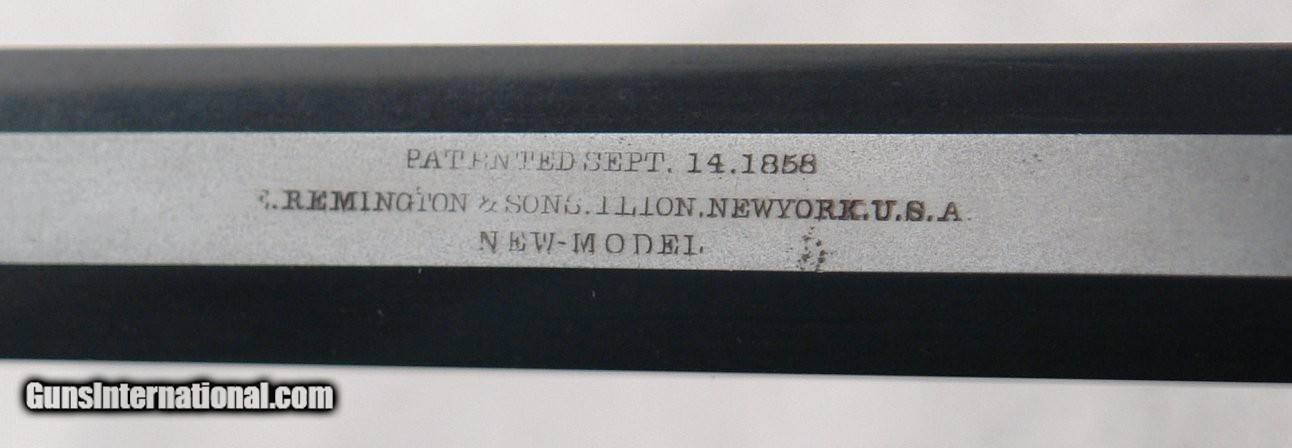 PATENTED SEPT. 14.1858
E.REMINGTON & SONS.ILION.NEWYORK.U.S.A.
NEW-MODEL
GunsInternational.com